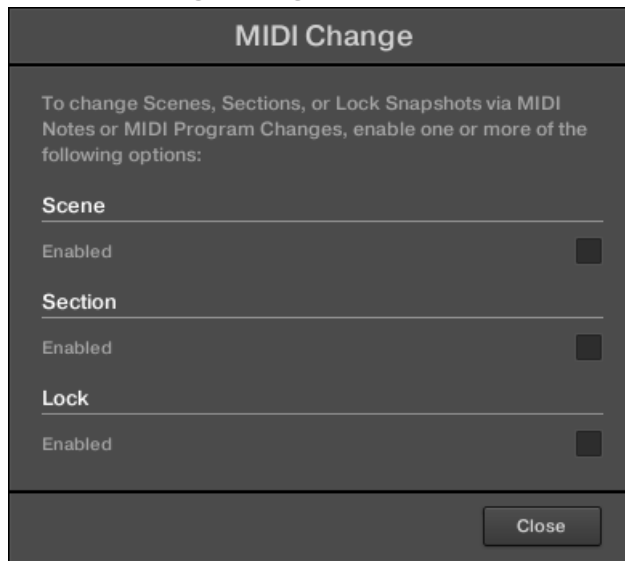 MIDI Change
To change Scenes, Sections, or Lock Snapshots via MIDI
Notes or MIDI Program Changes, enable one or more of the
following options:
Scene
Enabled
Section
Enabled
Lock
Enabled
Close